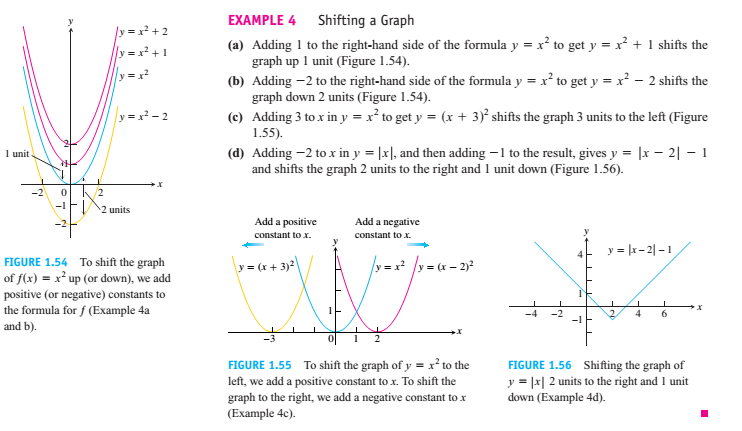 y
y = x² + 2
y = x² + 1
y = x²
y = x² − 2
2
1 unit
1
x
−2
0
2
−1
2 units
−2
FIGURE 1.54 To shift the graph
of f(x) = x² up (or down), we add
positive (or negative) constants to
the formula for f (Example 4a
and b).
EXAMPLE 4 Shifting a Graph
(a) Adding 1 to the right-hand side of the formula y = x² to get y = x² + 1 shifts the
graph up 1 unit (Figure 1.54).
(b) Adding −2 to the right-hand side of the formula y = x² to get y = x² − 2 shifts the
graph down 2 units (Figure 1.54).
(c) Adding 3 to x in y = x² to get y = (x + 3)² shifts the graph 3 units to the left (Figure
1.55).
(d) Adding −2 to x in y = |x|, and then adding −1 to the result, gives y = |x − 2| − 1
and shifts the graph 2 units to the right and 1 unit down (Figure 1.56).
Add a positive
constant to x.
Add a negative
constant to x.
y
y = (x + 3)²
y = x²
y = (x − 2)²
1
x
−3
0
1
2
FIGURE 1.55 To shift the graph of y = x² to the
left, we add a positive constant to x. To shift the
graph to the right, we add a negative constant to x
(Example 4c).
y
4
y = |x − 2| − 1
1
x
−4
−2
2
4
6
−1
FIGURE 1.56 Shifting the graph of
y = |x| 2 units to the right and 1 unit
down (Example 4d).